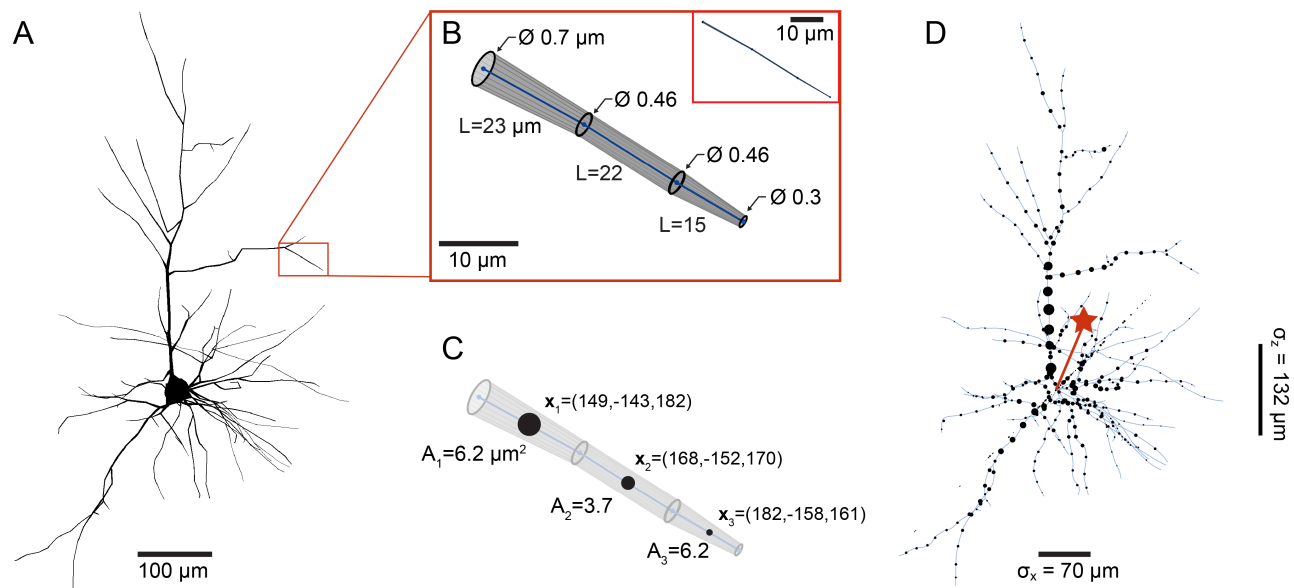 A
100 µm
B
10 µm
Ø 0.7 µm
Ø 0.46
L=23 µm
Ø 0.46
L=22
Ø 0.3
L=15
10 µm
C
x₁=(149,-143,182)
A₁=6.2 µm²
x₂=(168,-152,170)
A₂=3.7
x₃=(182,-158,161)
A₃=6.2
D
σz = 132 µm
σₓ = 70 µm